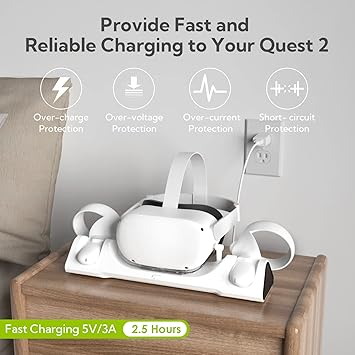 Provide Fast and
Reliable Charging to Your Quest 2
Over-charge
Protection
Over-voltage
Protection
Over-current
Protection
Short- circuit
Protection
Fast Charging 5V/3A
2.5 Hours